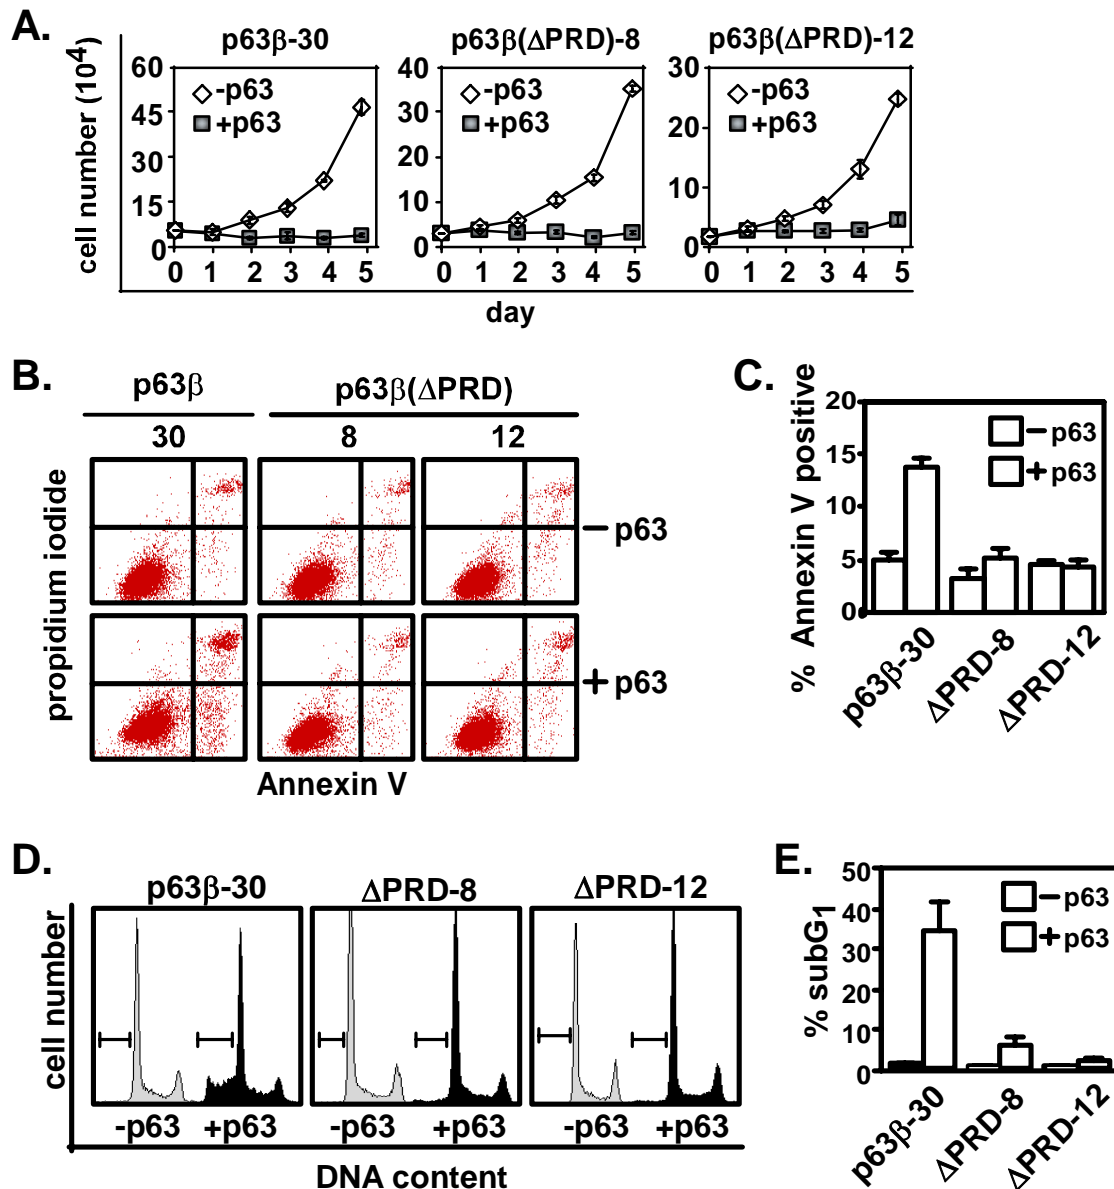 A.
p63β-30
p63β(ΔPRD)-8
p63β(ΔPRD)-12
cell number (10⁴)
60
45
30
15
0
-p63
+p63
0 1 2 3 4 5
40
30
20
10
0
-p63
+p63
0 1 2 3 4 5
30
20
10
0
-p63
+p63
0 1 2 3 4 5
day
B.
p63β
p63β(ΔPRD)
30
8
12
propidium iodide
− p63
+ p63
Annexin V
C.
% Annexin V positive
20
15
10
5
0
− p63
+ p63
p63β-30
ΔPRD-8
ΔPRD-12
D.
p63β-30
ΔPRD-8
ΔPRD-12
cell number
-p63 +p63
-p63 +p63
-p63 +p63
DNA content
E.
% subG1
50
40
30
20
10
0
− p63
+ p63
p63β-30
ΔPRD-8
ΔPRD-12